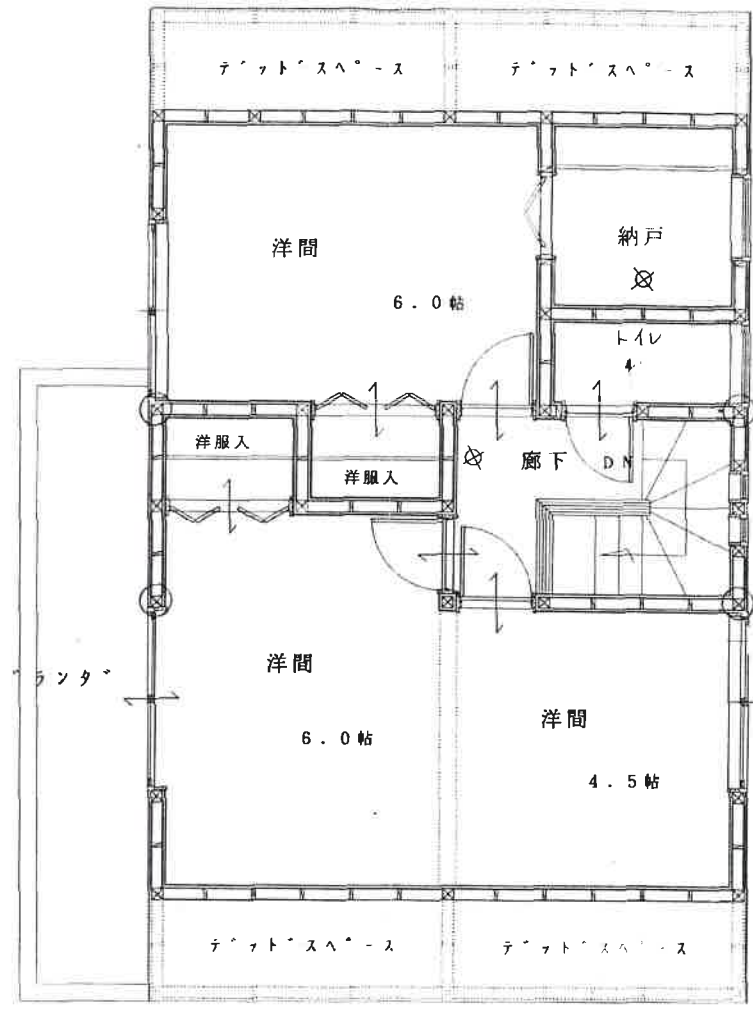 デッドスペース
デッドスペース
納戸
洋間
6.0帖
トイレ
洋服入
洋服入
廊下 DN
ベランダ
洋間
6.0帖
洋間
4.5帖
デッドスペース
デッドスペース